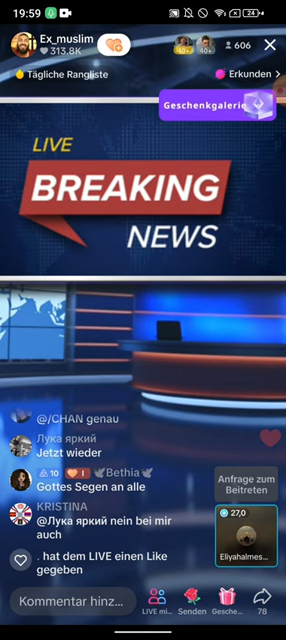 19:59
24
Ex_muslim
313.8K
40+
40+
606
Tägliche Rangliste
Erkunden >
Geschenkgalerie
LIVE
BREAKING
NEWS
@/CHAN genau
Лука яркий
Jetzt wieder
10 I 🕊Bethia🕊
Gottes Segen an alle
KRISTINA
@Лука яркий nein bei mir
auch
. hat dem LIVE einen Like
gegeben
Anfrage zum
Beitreten
27,0
Eliyahalmes...
Kommentar hinz...
LIVE mi...
Senden
Gesche...
78